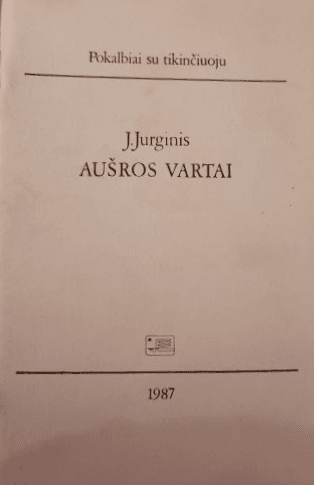 Pokalbiai su tikinčiuoju
J.Jurginis
AUŠROS VARTAI
1987